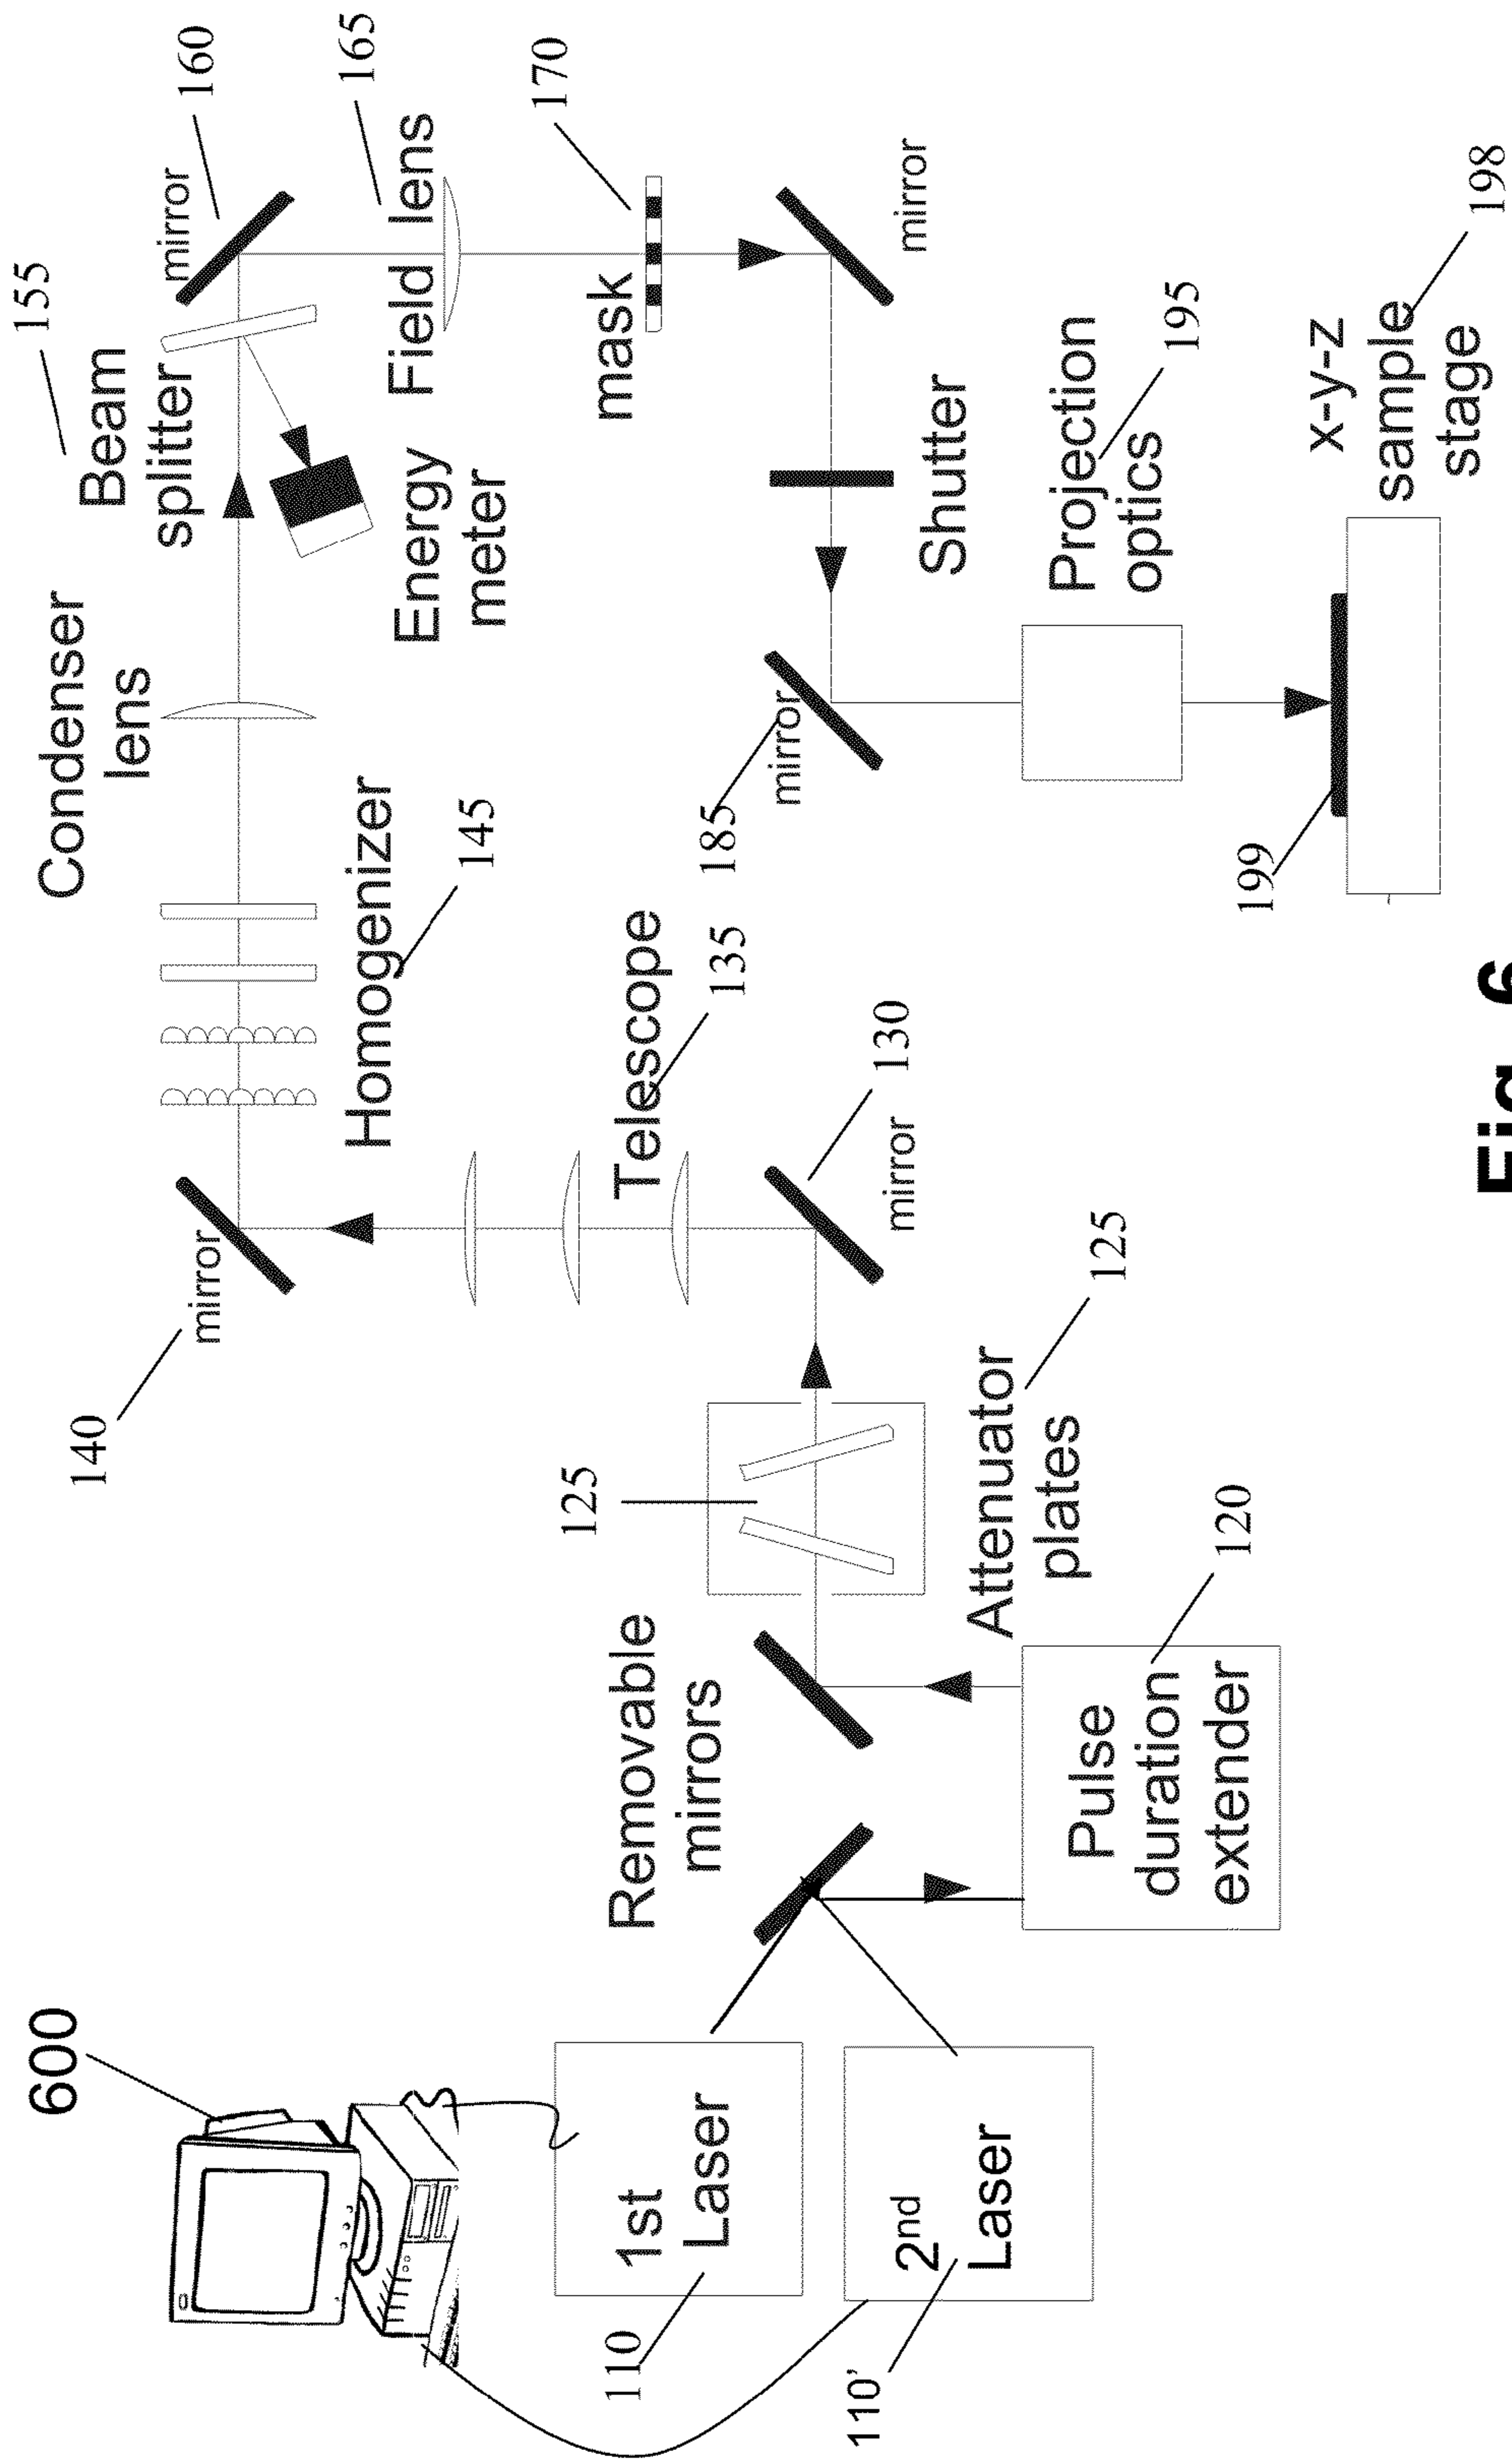 600
1st
Laser
110
2nd
Laser
110’
Removable
mirrors
Pulse
duration
extender
120
125
Attenuator
plates
125
mirror
130
Telescope
135
mirror
140
Homogenizer
145
Condenser
lens
Beam
splitter
155
Energy
meter
mirror
160
Field lens
165
mask
170
mirror
Shutter
mirror
185
Projection
optics
195
x-y-z
sample
stage
198
199
Fig. 6